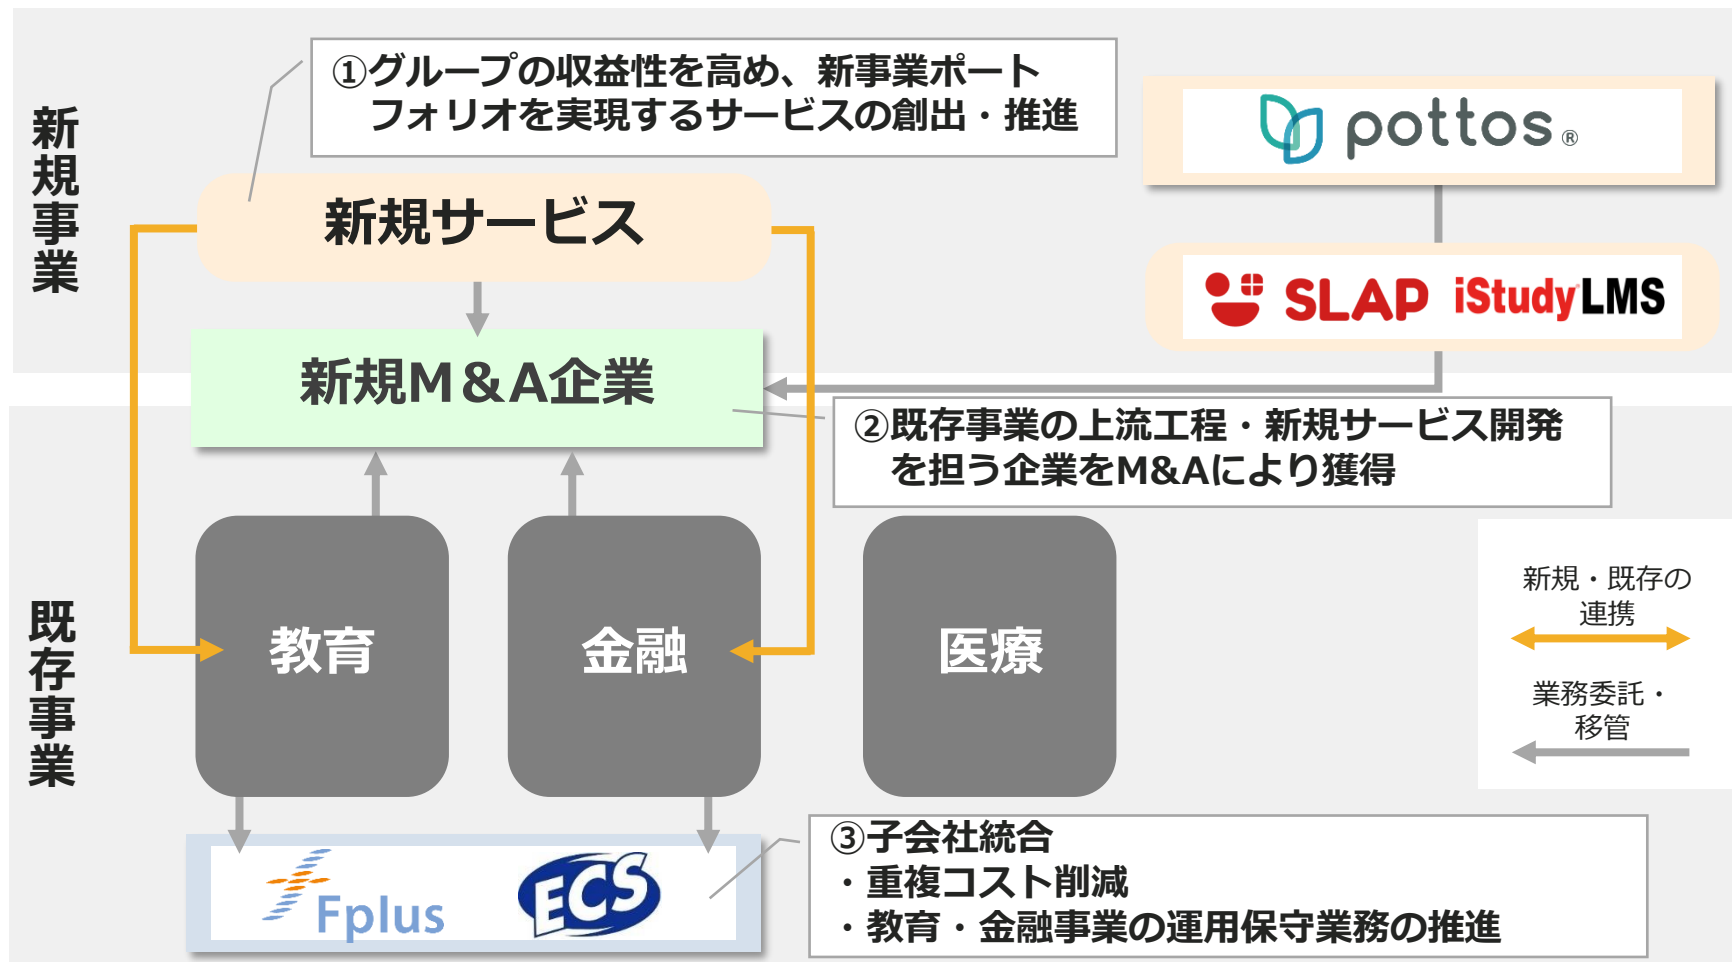 新規事業
①グループの収益性を高め、新事業ポート
フォリオを実現するサービスの創出・推進
pottos®
新規サービス
SLAP iStudy LMS
新規M&A企業
②既存事業の上流工程・新規サービス開発
を担う企業をM&Aにより獲得
既存事業
教育
金融
医療
新規・既存の
連携
業務委託・
移管
Fplus
ECS
③子会社統合
・重複コスト削減
・教育・金融事業の運用保守業務の推進